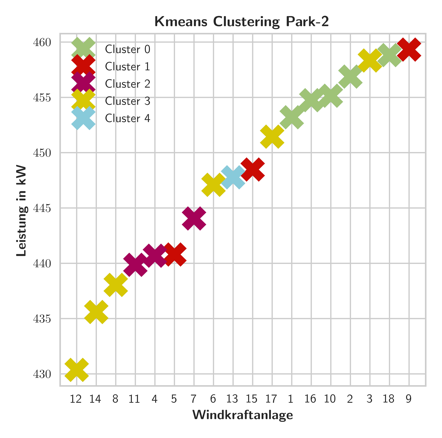 Kmeans Clustering Park-2
460
455
450
445
440
435
430
Leistung in kW
Cluster 0
Cluster 1
Cluster 2
Cluster 3
Cluster 4
12 14 8 11 4 5 7 6 13 15 17 1 16 10 2 3 18 9
Windkraftanlage